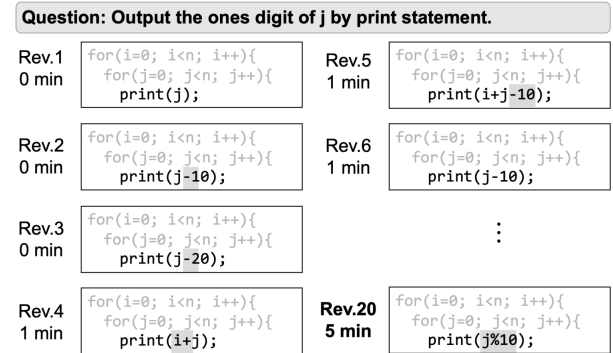 Question: Output the ones digit of j by print statement.
Rev.1
0 min
for(i=0; i<n; i++){
for(j=0; j<n; j++){
print(j);
Rev.2
0 min
for(i=0; i<n; i++){
for(j=0; j<n; j++){
print(j-10);
Rev.3
0 min
for(i=0; i<n; i++){
for(j=0; j<n; j++){
print(j-20);
Rev.4
1 min
for(i=0; i<n; i++){
for(j=0; j<n; j++){
print(i+j);
Rev.5
1 min
for(i=0; i<n; i++){
for(j=0; j<n; j++){
print(i+j-10);
Rev.6
1 min
for(i=0; i<n; i++){
for(j=0; j<n; j++){
print(j-10);
⋮
Rev.20
5 min
for(i=0; i<n; i++){
for(j=0; j<n; j++){
print(j%10);